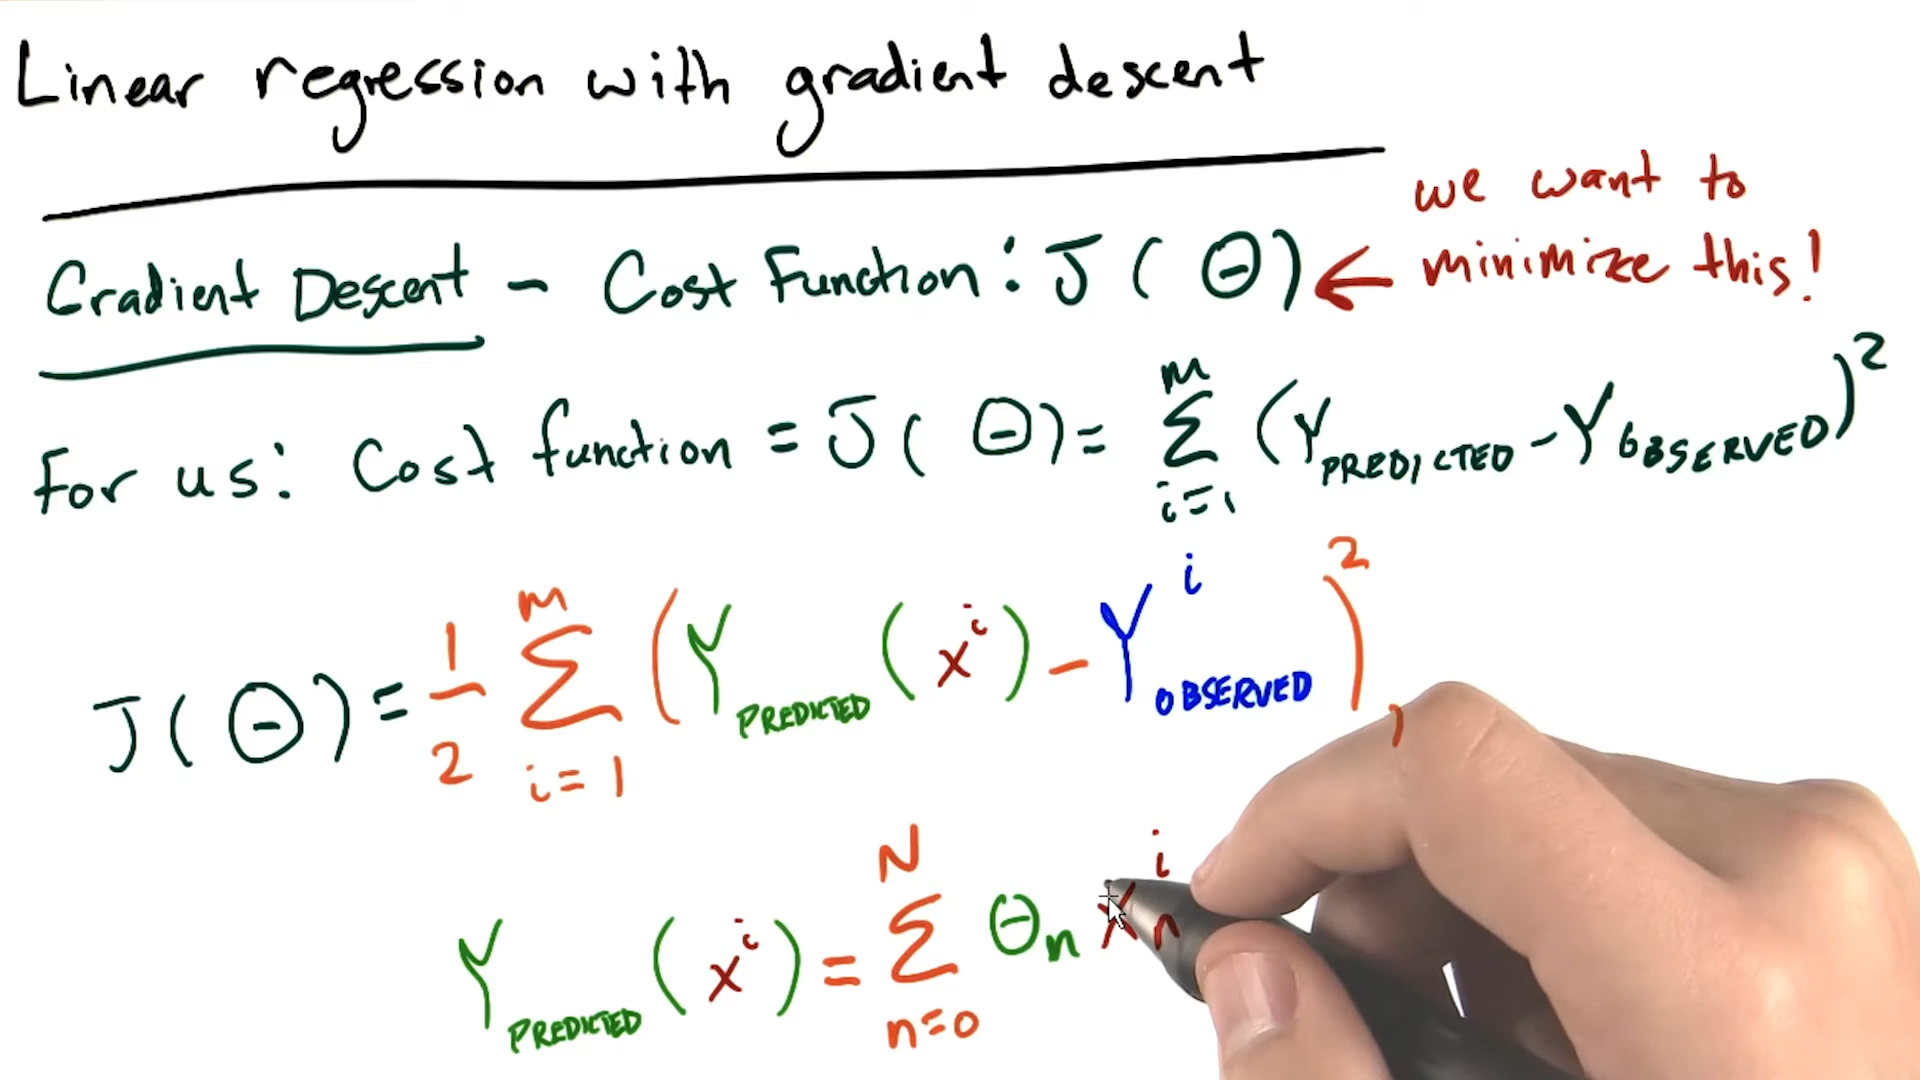 Linear regression with gradient descent
we want to
minimize this!
Gradient Descent - Cost Function: J(Θ) ←
For us: Cost function = J(Θ) = Σ_{i=1}^{m} (Y_PREDICTED - Y_OBSERVED)²
J(Θ) = 1/2 Σ_{i=1}^{m} (Y_PREDICTED(x^i) - Y^i_OBSERVED)²,
Y_PREDICTED(x^i) = Σ_{n=0}^{N} Θ_n x_n^i